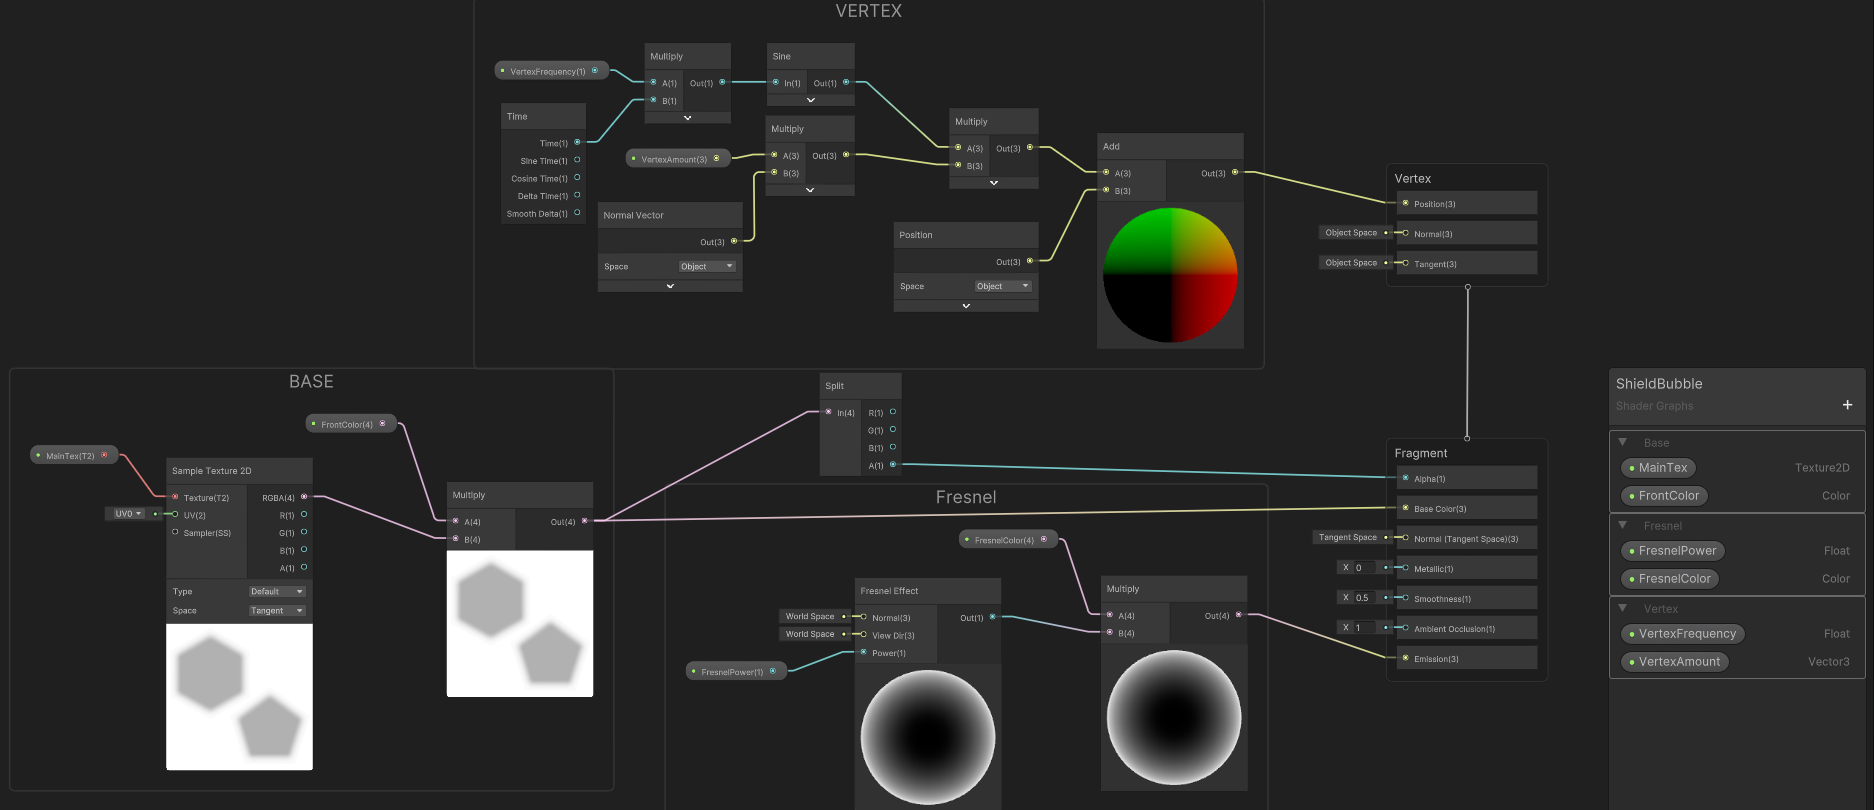 VERTEX
VertexFrequency(1)
Multiply
A(1) Out(1)
B(1)
Sine
In(1) Out(1)
Time
Time(1)
Sine Time(1)
Cosine Time(1)
Delta Time(1)
Smooth Delta(1)
VertexAmount(3)
Multiply
A(3) Out(3)
B(3)
Normal Vector
Out(3)
Space Object
Multiply
A(3) Out(3)
B(3)
Position
Out(3)
Space Object
Add
A(3) Out(3)
B(3)
Vertex
Position(3)
Object Space Normal(3)
Object Space Tangent(3)
BASE
FrontColor(4)
MainTex(T2)
Sample Texture 2D
Texture(T2) RGBA(4)
UV0 UV(2) R(1)
Sampler(SS) G(1)
B(1)
A(1)
Type Default
Space Tangent
Multiply
A(4) Out(4)
B(4)
Split
In(4) R(1)
G(1)
B(1)
A(1)
Fresnel
FresnelColor(4)
Fresnel Effect
World Space Normal(3) Out(1)
World Space View Dir(3)
Power(1)
FresnelPower(1)
Multiply
A(4) Out(4)
B(4)
Fragment
Alpha(1)
Base Color(3)
Tangent Space Normal (Tangent Space)(3)
X 0 Metallic(1)
X 0.5 Smoothness(1)
X 1 Ambient Occlusion(1)
Emission(3)
ShieldBubble
Shader Graphs +
Base
MainTex Texture2D
FrontColor Color
Fresnel
FresnelPower Float
FresnelColor Color
Vertex
VertexFrequency Float
VertexAmount Vector3